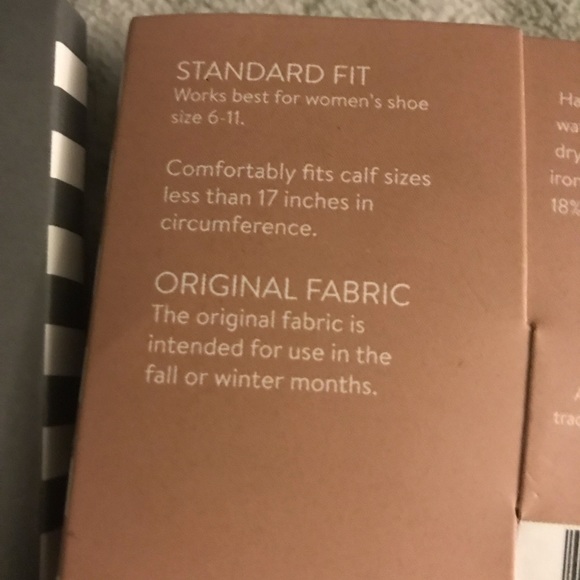 STANDARD FIT
Works best for women's shoe
size 6-11.
Comfortably fits calf sizes
less than 17 inches in
circumference.
ORIGINAL FABRIC
The original fabric is
intended for use in the
fall or winter months.
18%